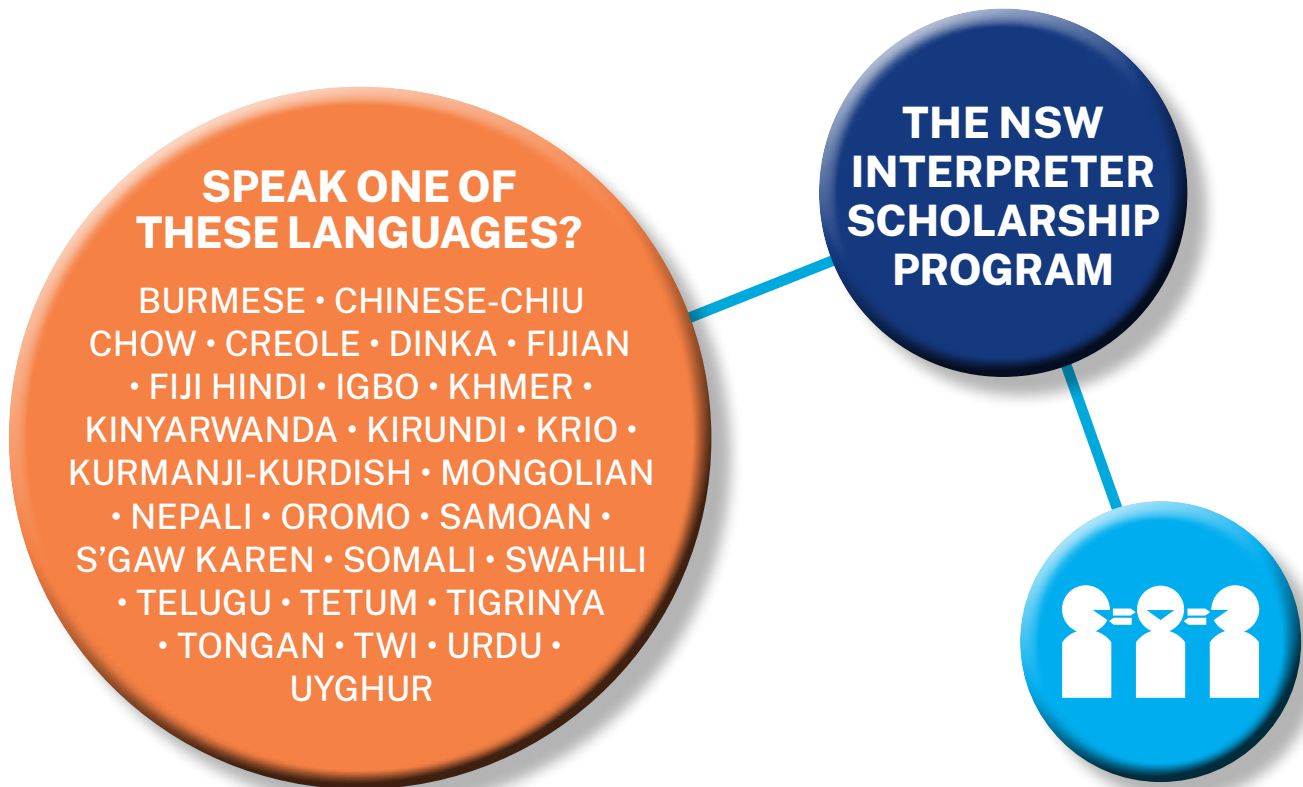 SPEAK ONE OF
THESE LANGUAGES?
BURMESE • CHINESE-CHIU
CHOW • CREOLE • DINKA • FIJIAN
• FIJI HINDI • IGBO • KHMER •
KINYARWANDA • KIRUNDI • KRIO •
KURMANJI-KURDISH • MONGOLIAN
• NEPALI • OROMO • SAMOAN •
S’GAW KAREN • SOMALI • SWAHILI
• TELUGU • TETUM • TIGRINYA
• TONGAN • TWI • URDU •
UYGHUR
THE NSW
INTERPRETER
SCHOLARSHIP
PROGRAM